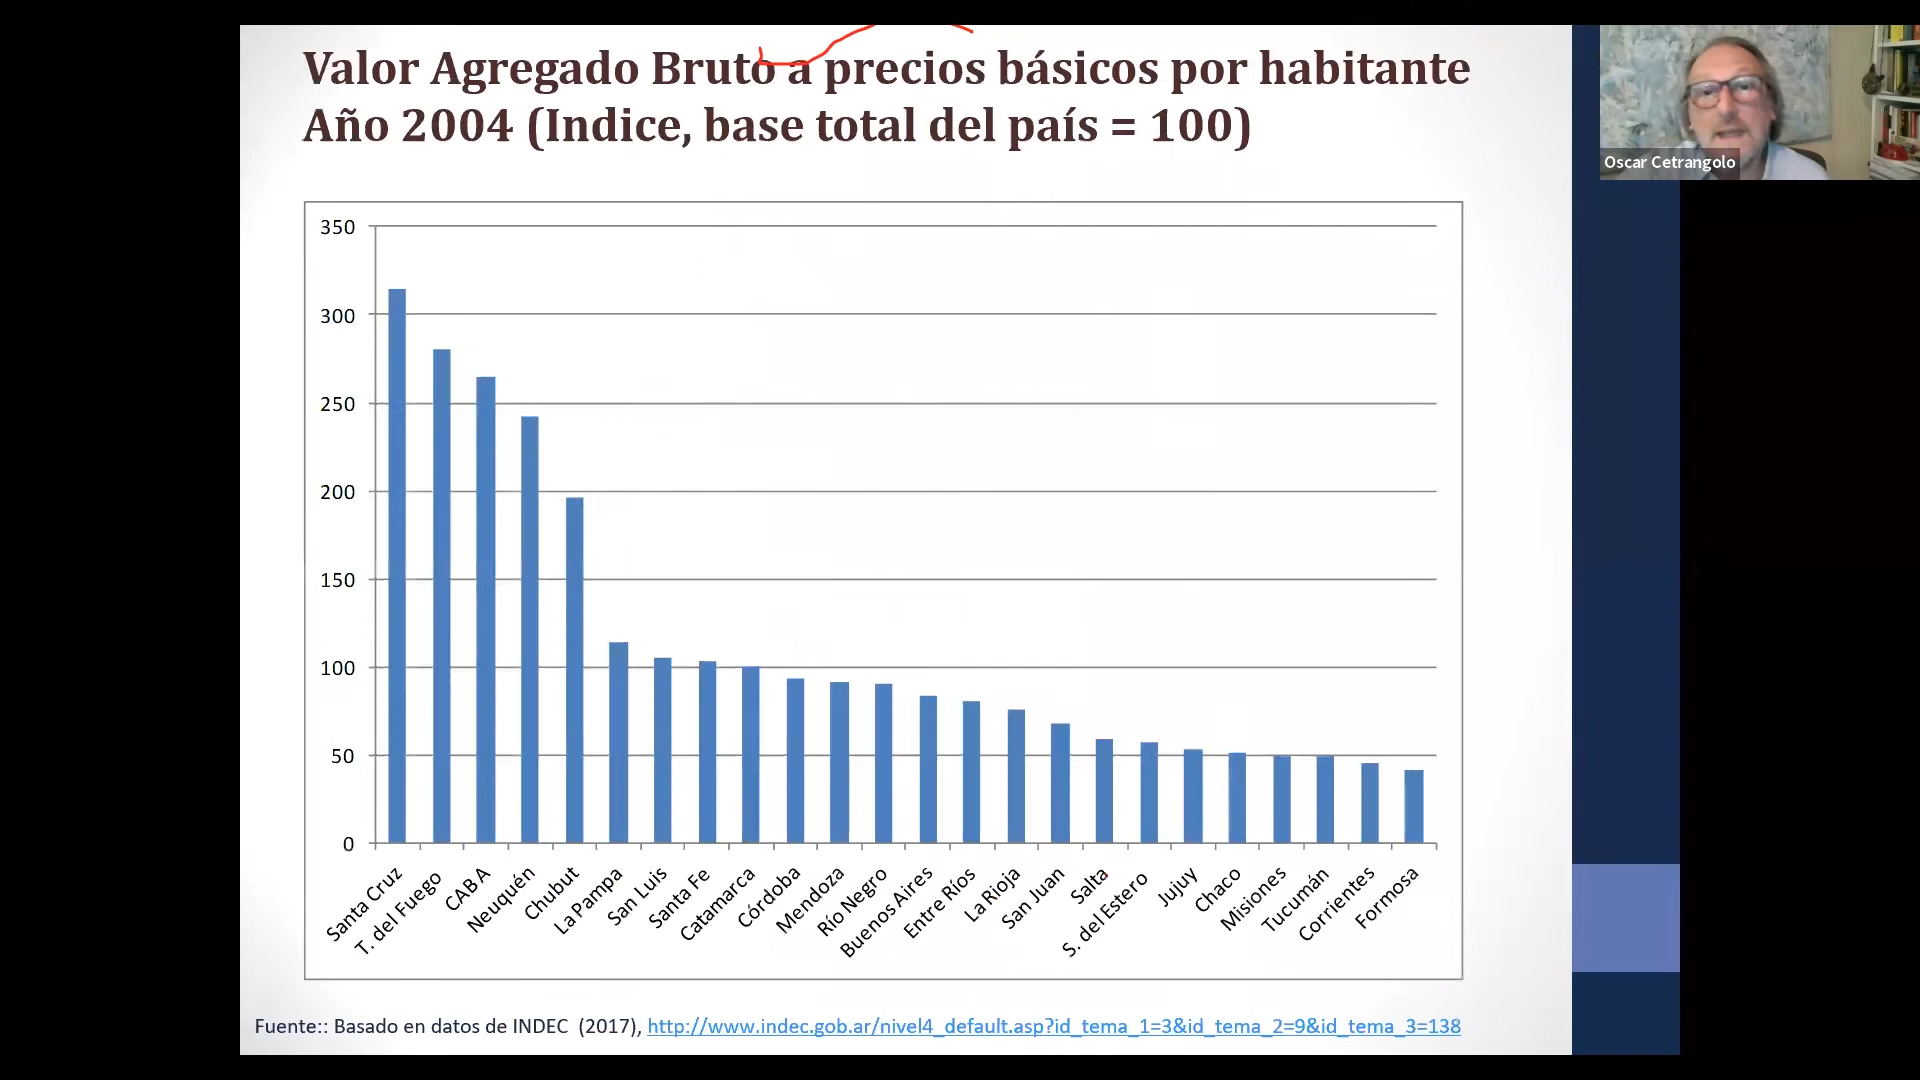 Valor Agregado Bruto a precios básicos por habitante
Año 2004 (Indice, base total del país = 100)
Oscar Cetrangolo
350
300
250
200
150
100
50
0
Santa Cruz
T. del Fuego
CABA
Neuquén
Chubut
La Pampa
San Luis
Santa Fe
Catamarca
Córdoba
Mendoza
Río Negro
Buenos Aires
Entre Ríos
La Rioja
San Juan
Salta
S. del Estero
Jujuy
Chaco
Misiones
Tucumán
Corrientes
Formosa
Fuente:: Basado en datos de INDEC (2017), http://www.indec.gob.ar/nivel4_default.asp?id_tema_1=3&id_tema_2=9&id_tema_3=138